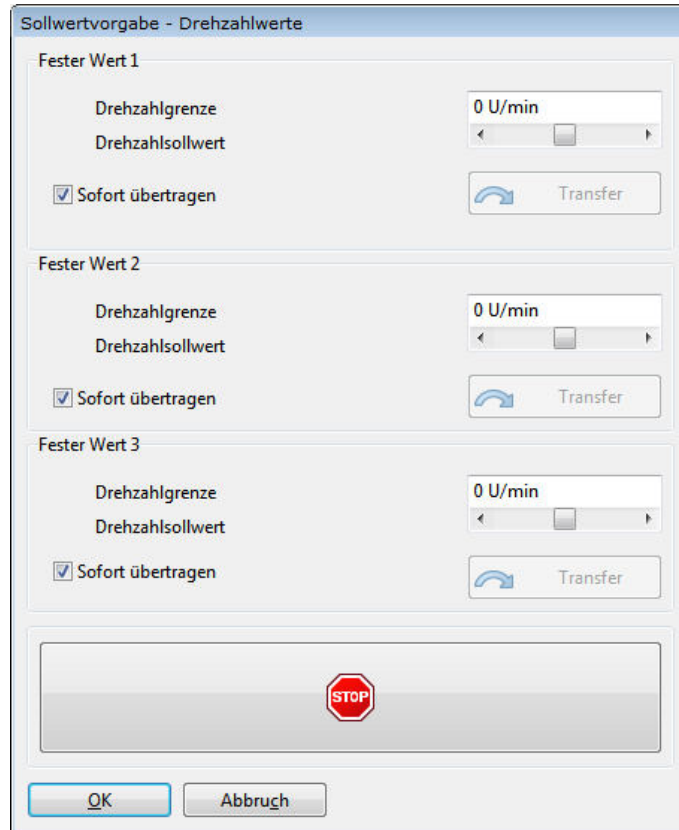 Sollwertvorgabe - Drehzahlwerte
Fester Wert 1
Drehzahlgrenze
0 U/min
Drehzahlsollwert
Sofort übertragen
Transfer
Fester Wert 2
Drehzahlgrenze
0 U/min
Drehzahlsollwert
Sofort übertragen
Transfer
Fester Wert 3
Drehzahlgrenze
0 U/min
Drehzahlsollwert
Sofort übertragen
Transfer
STOP
OK
Abbruch